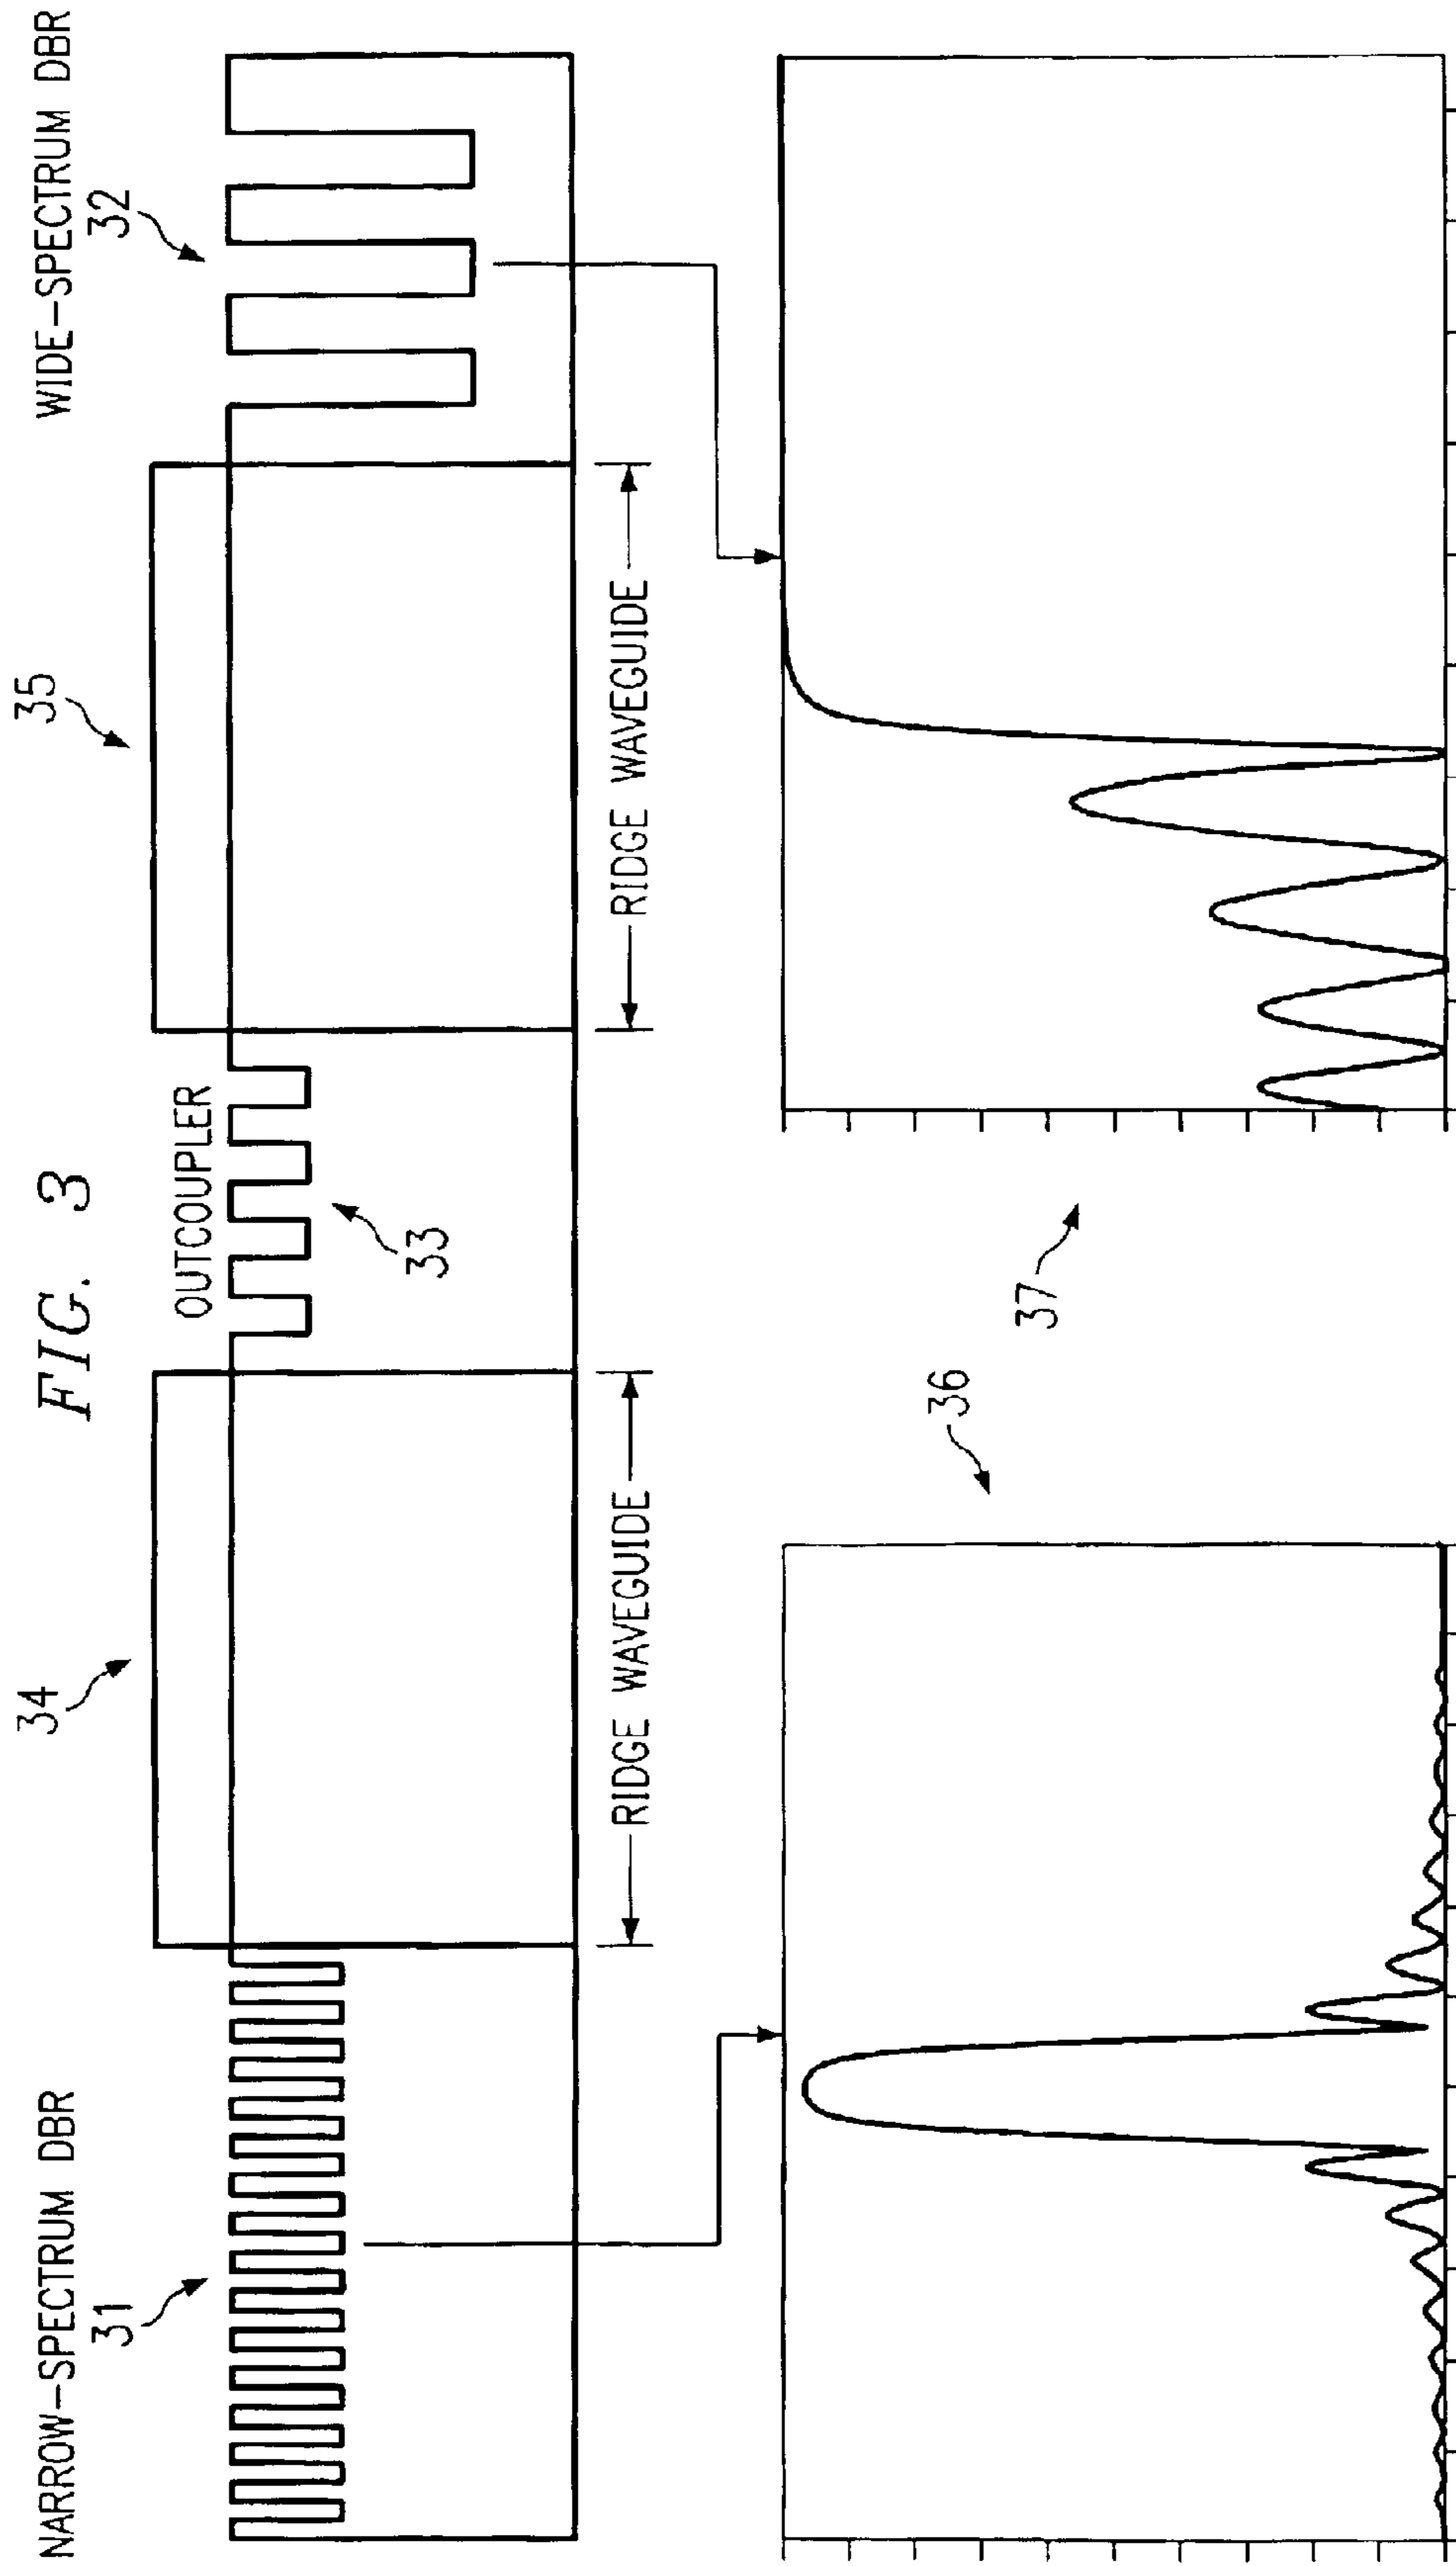 FIG. 3
NARROW-SPECTRUM DBR
31
34
OUTCOUPLER
33
35
WIDE-SPECTRUM DBR
32
RIDGE WAVEGUIDE
RIDGE WAVEGUIDE
36
37